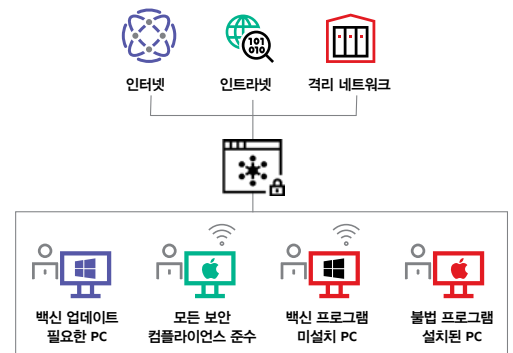 101
010
인터넷
인트라넷
격리 네트워크
백신 업데이트
필요한 PC
모든 보안
컴플라이언스 준수
백신 프로그램
미설치 PC
불법 프로그램
설치된 PC